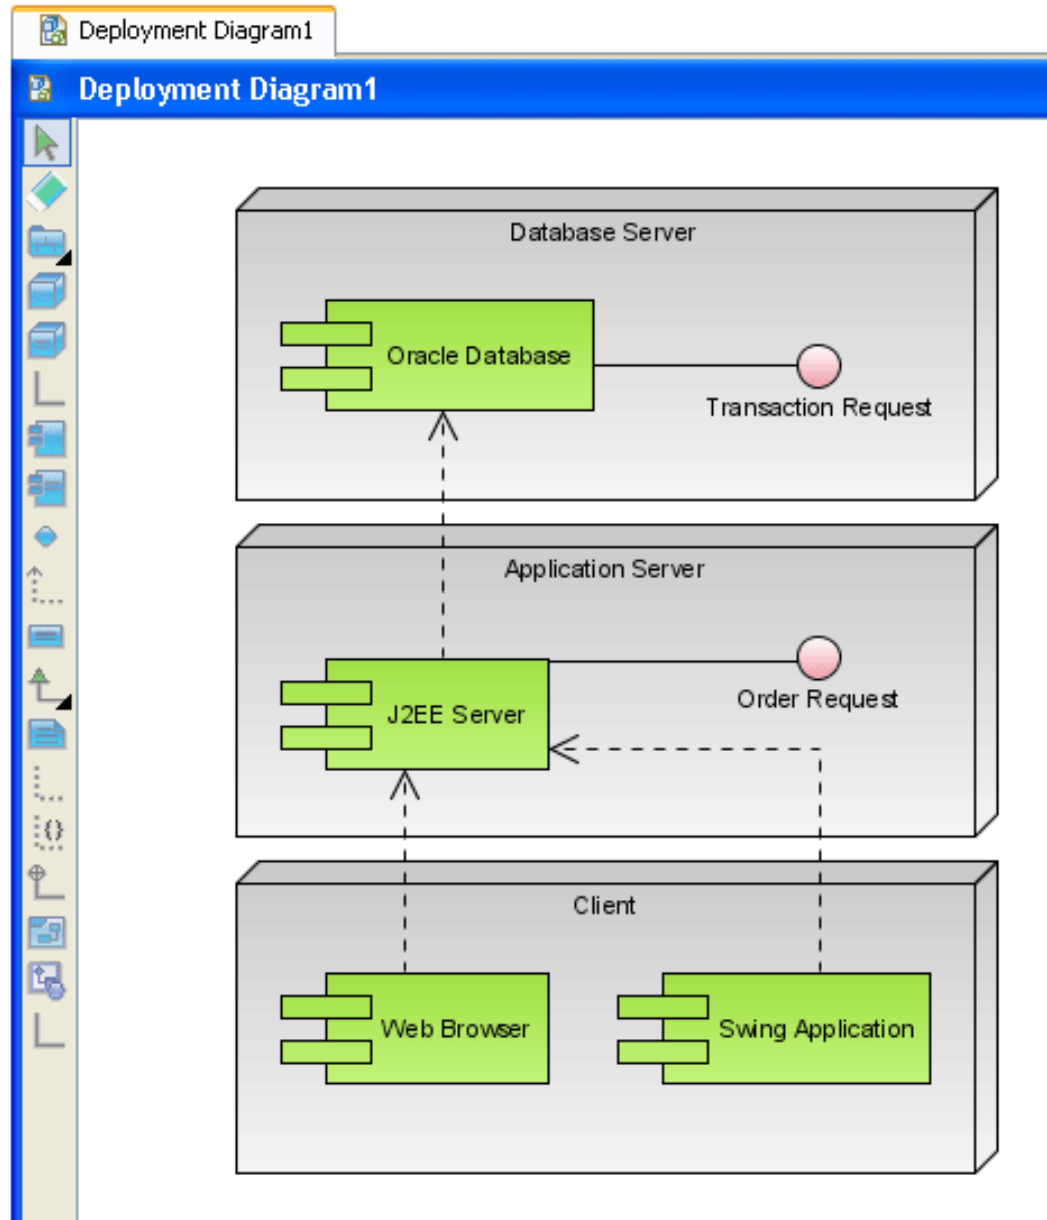 Deployment Diagram1
Deployment Diagram1
Database Server
Oracle Database
Transaction Request
Application Server
J2EE Server
Order Request
Client
Web Browser
Swing Application